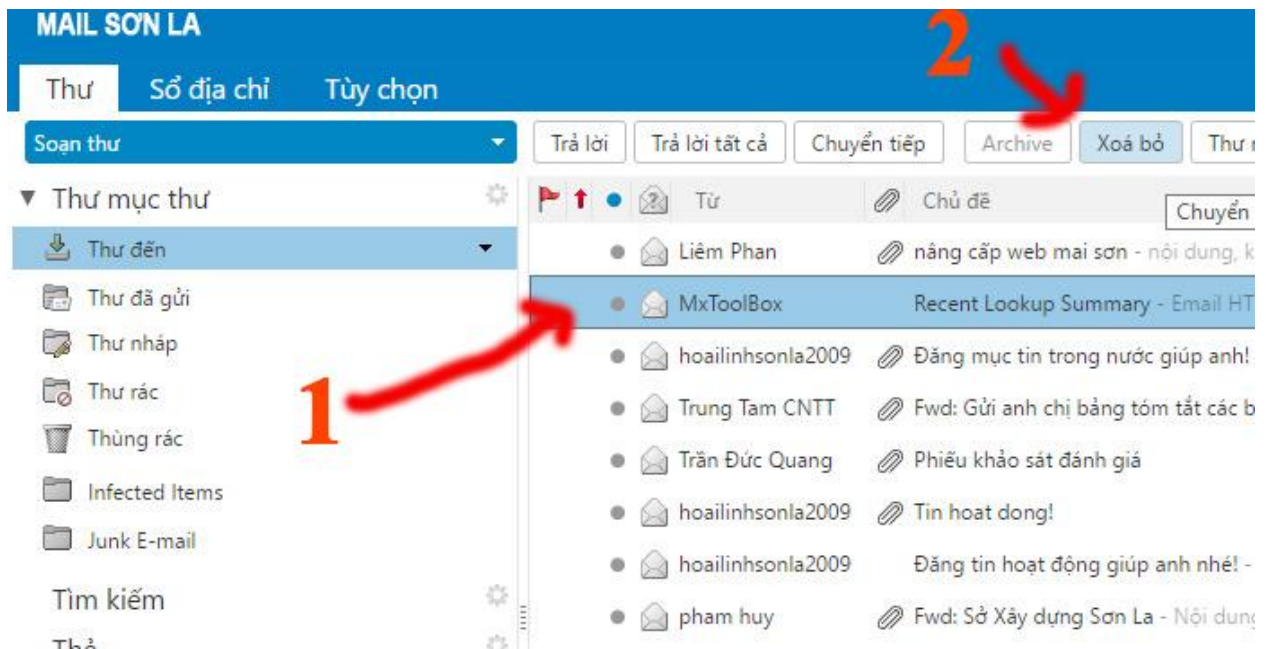 MAIL SƠN LA
2
Thư Sổ địa chỉ Tùy chọn
Soạn thư
Trả lời Trả lời tất cả Chuyển tiếp Archive Xoá bỏ Thư
Thư mục thư
Từ Chủ đề
Chuyển
Thư đến
Liêm Phan nâng cấp web mai sơn - nội dung, k
Thư đã gửi
MxToolBox Recent Lookup Summary - Email HT
Thư nháp
hoailinhsonla2009 Đăng mục tin trong nước giúp anh!
1
Thư rác
Trung Tam CNTT Fwd: Gửi anh chị bảng tóm tắt các b
Thùng rác
Trần Đức Quang Phiếu khảo sát đánh giá
Infected Items
hoailinhsonla2009 Tin hoat dong!
Junk E-mail
hoailinhsonla2009 Đăng tin hoạt động giúp anh nhé! -
Tìm kiếm
pham huy Fwd: Sở Xây dựng Sơn La - Nội dung